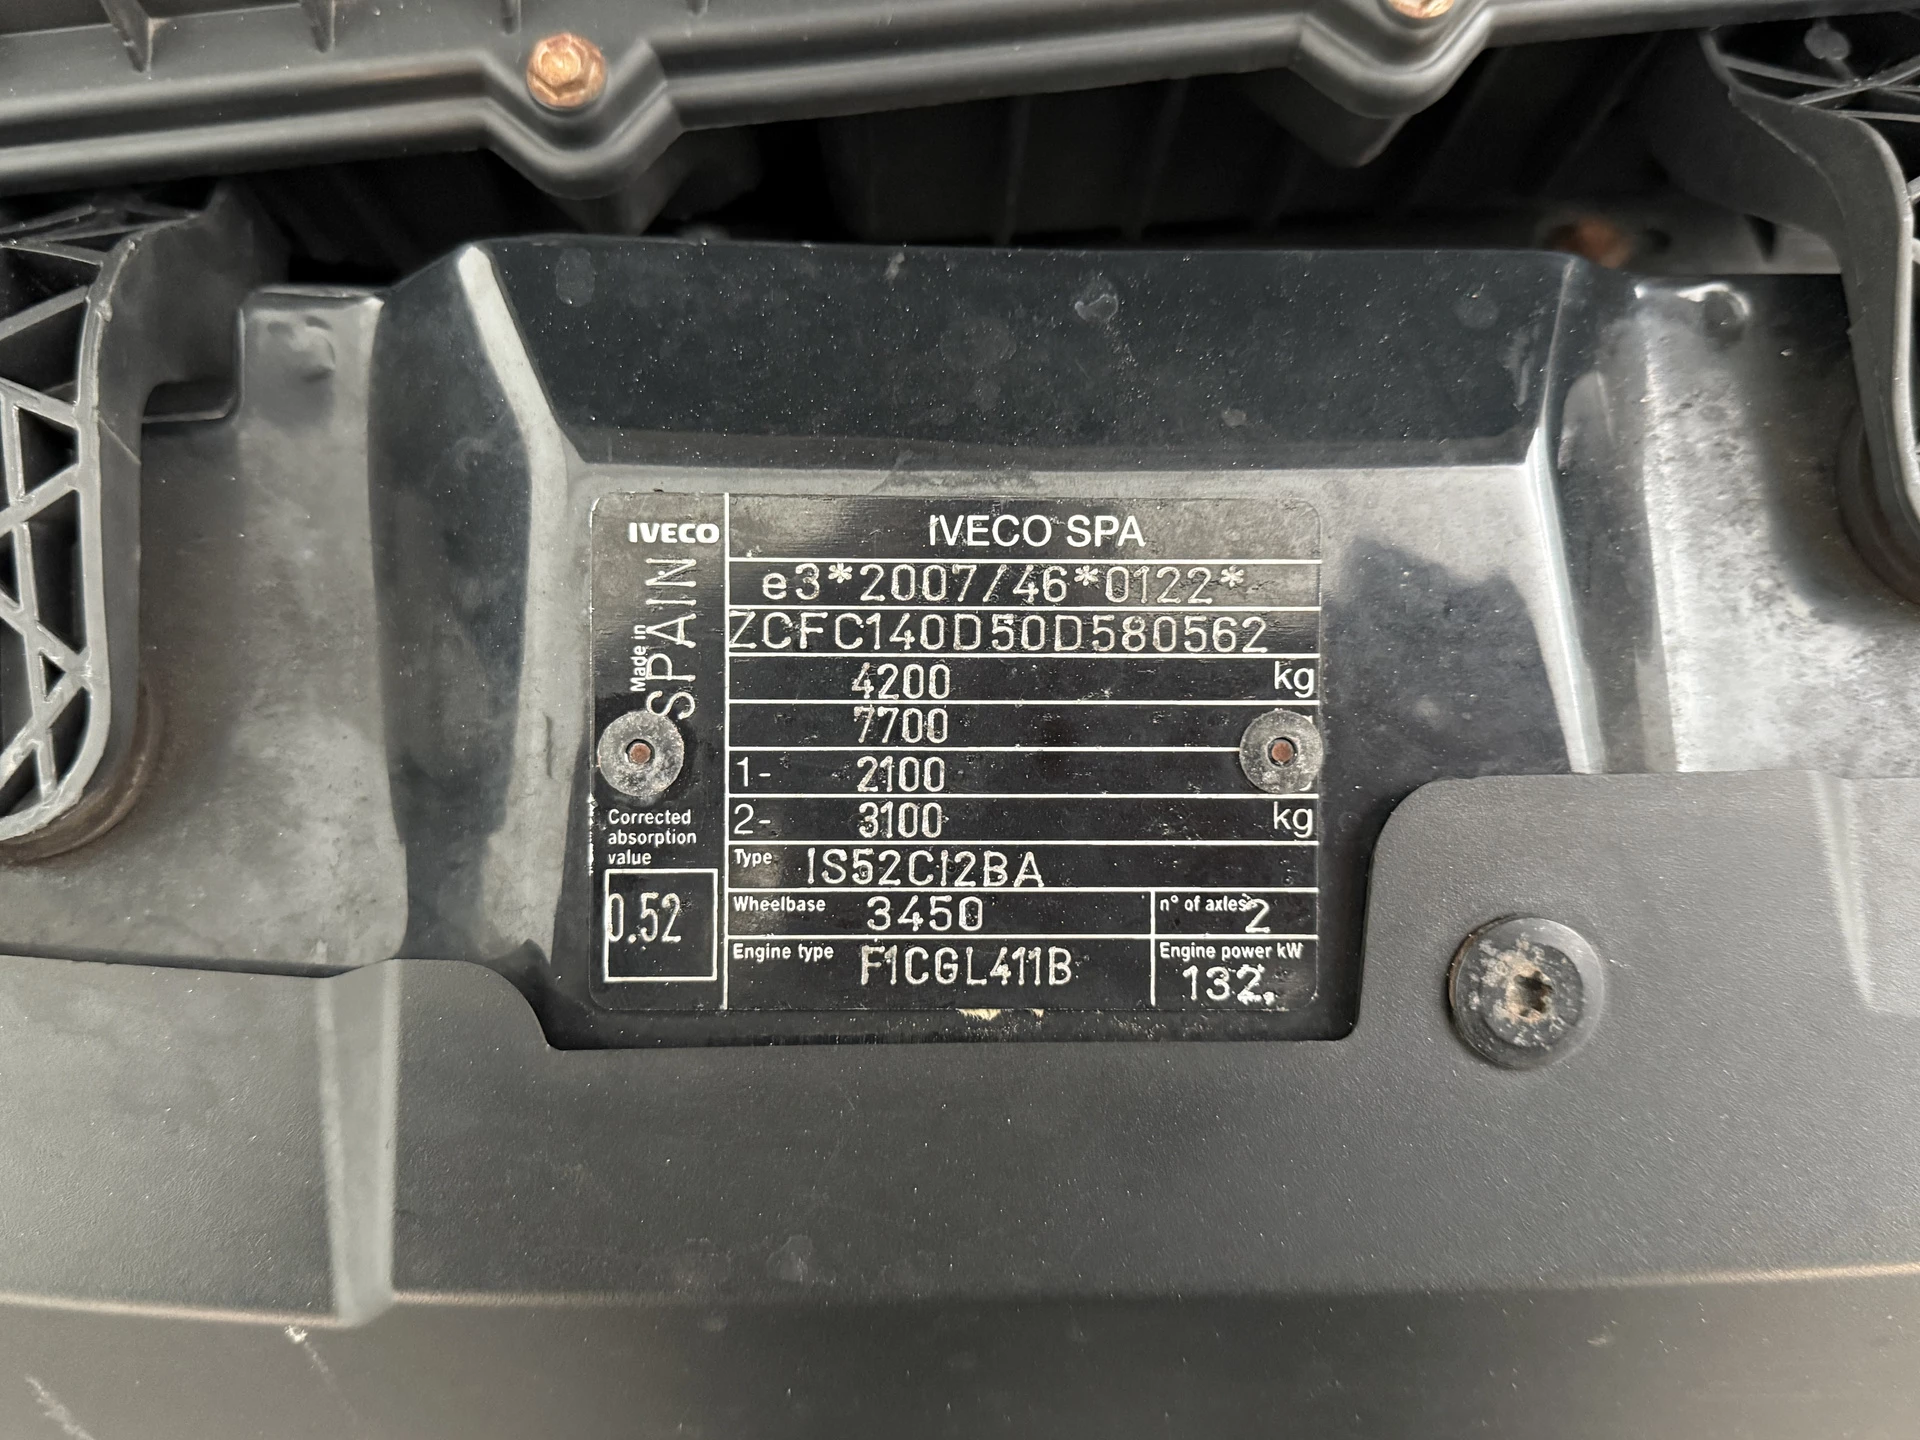 IVECO
Made in
SPAIN
Corrected
absorption
value
0.52
IVECO SPA
e3*2007/46*0122*
ZCFC140D50D580562
4200 kg
7700
1- 2100
2- 3100 kg
Type IS52CI2BA
Wheelbase 3450 n° of axles 2
Engine type F1CGL411B Engine power kW
132.